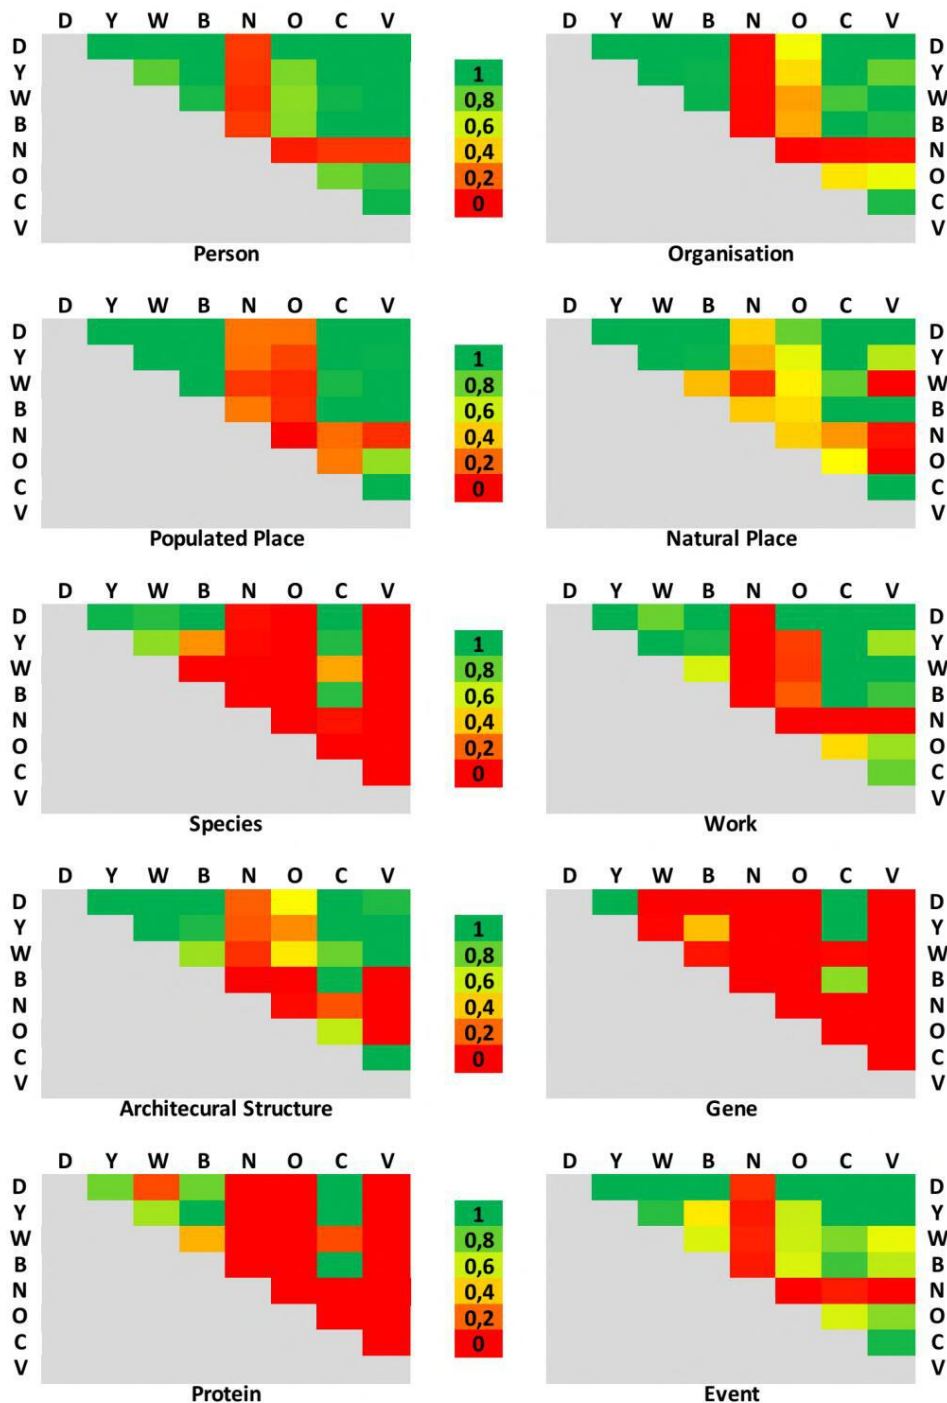 D Y W B N O C V D Y W B N O C V
D D
Y 1 Y
W 0,8 W
B 0,6 B
N 0,4 N
O 0,2 O
C 0 C
V V
Person Organisation
D Y W B N O C V D Y W B N O C V
D D
Y 1 Y
W 0,8 W
B 0,6 B
N 0,4 N
O 0,2 O
C 0 C
V V
Populated Place Natural Place
D Y W B N O C V D Y W B N O C V
D D
Y 1 Y
W 0,8 W
B 0,6 B
N 0,4 N
O 0,2 O
C 0 C
V V
Species Work
D Y W B N O C V D Y W B N O C V
D D
Y 1 Y
W 0,8 W
B 0,6 B
N 0,4 N
O 0,2 O
C 0 C
V V
Architecural Structure Gene
D Y W B N O C V D Y W B N O C V
D D
Y 1 Y
W 0,8 W
B 0,6 B
N 0,4 N
O 0,2 O
C 0 C
V V
Protein Event